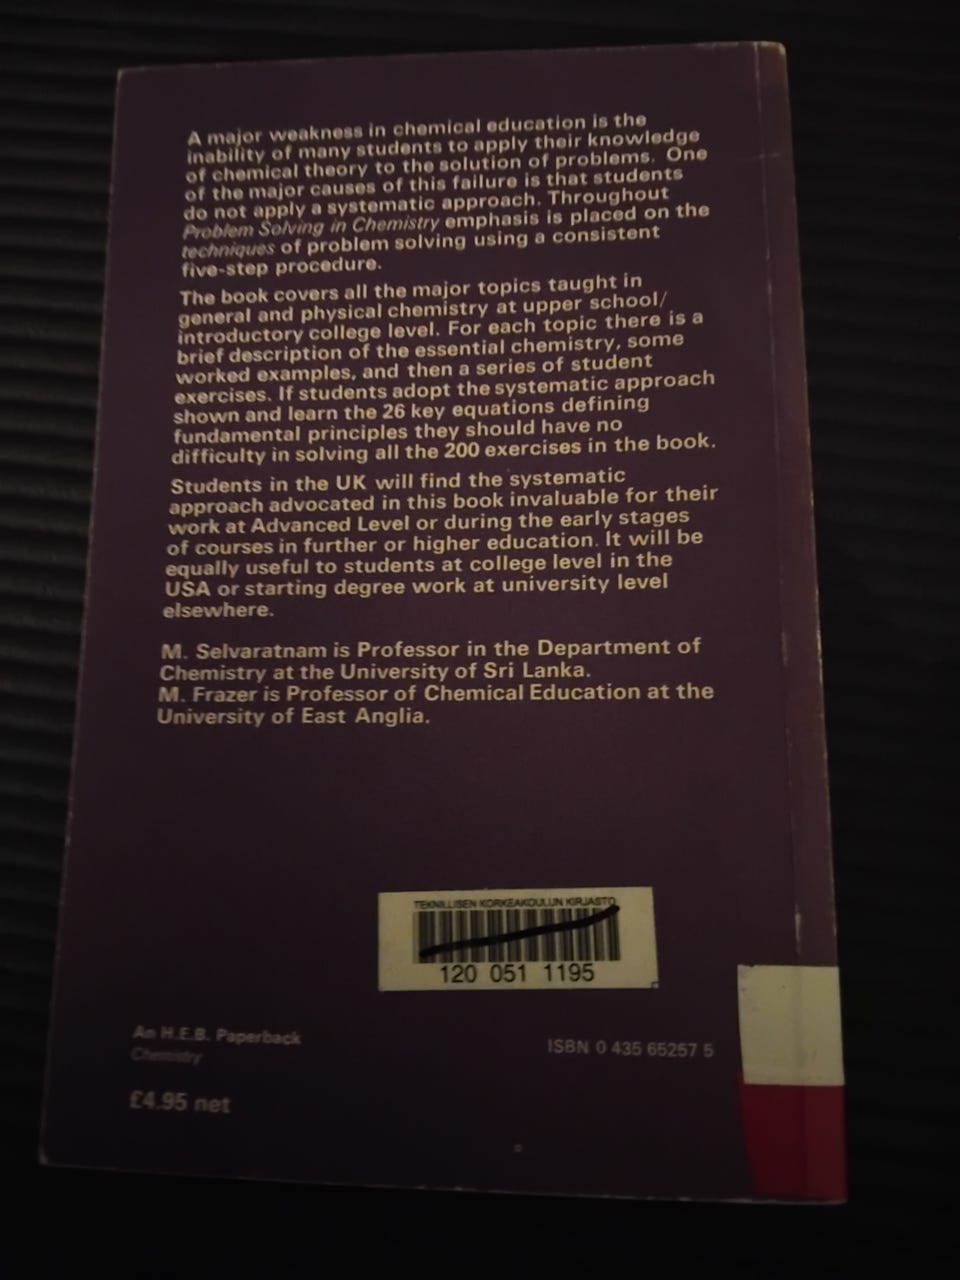 A major weakness in chemical education is the
inability of many students to apply their knowledge
of chemical theory to the solution of problems. One
of the major causes of this failure is that students
do not apply a systematic approach. Throughout
Problem Solving in Chemistry emphasis is placed on the
techniques of problem solving using a consistent
five-step procedure.
The book covers all the major topics taught in
general and physical chemistry at upper school/
introductory college level. For each topic there is a
brief description of the essential chemistry, some
worked examples, and then a series of student
exercises. If students adopt the systematic approach
shown and learn the 26 key equations defining
fundamental principles they should have no
difficulty in solving all the 200 exercises in the book.
Students in the UK will find the systematic
approach advocated in this book invaluable for their
work at Advanced Level or during the early stages
of courses in further or higher education. It will be
equally useful to students at college level in the
USA or starting degree work at university level
elsewhere.
M. Selvaratnam is Professor in the Department of
Chemistry at the University of Sri Lanka.
M. Frazer is Professor of Chemical Education at the
University of East Anglia.
TEKNILLISEN KORKEAKOULUN KIRJASTO
120 051 1195
An H.E.B. Paperback
Chemistry
ISBN 0 435 65257 5
£4.95 net